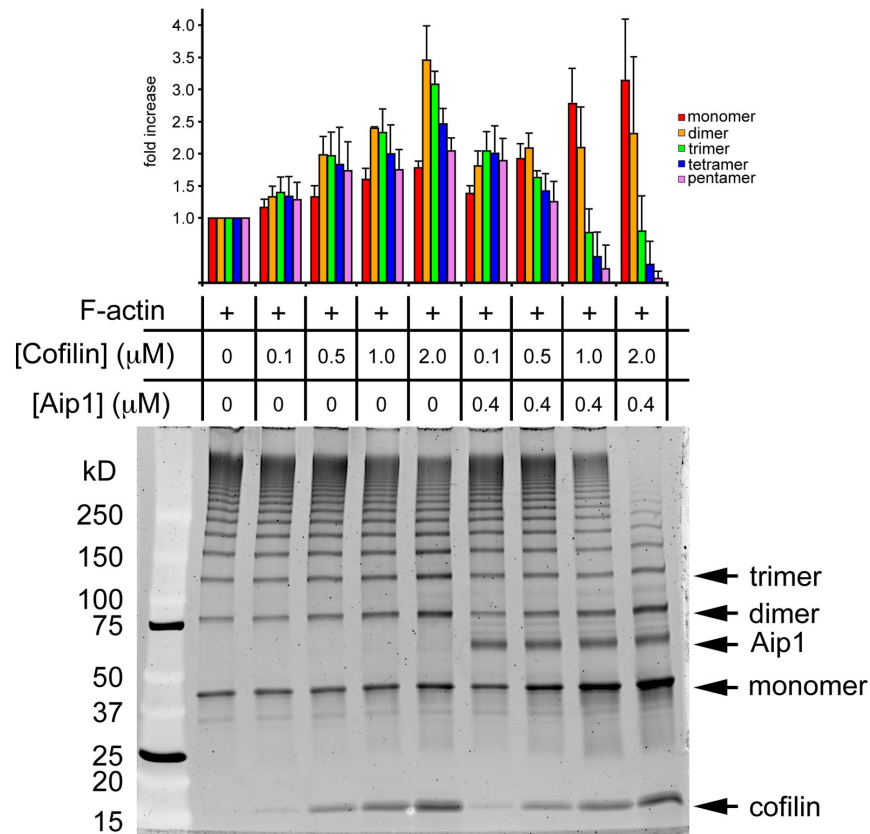 fold increase
4.0
3.5
3.0
2.5
2.0
1.5
1.0
monomer
dimer
trimer
tetramer
pentamer
F-actin + + + + + + + + +
[Cofilin] (μM) 0 0.1 0.5 1.0 2.0 0.1 0.5 1.0 2.0
[Aip1] (μM) 0 0 0 0 0 0.4 0.4 0.4 0.4
kD
250
150
100
75
50
37
25
20
15
trimer
dimer
Aip1
monomer
cofilin